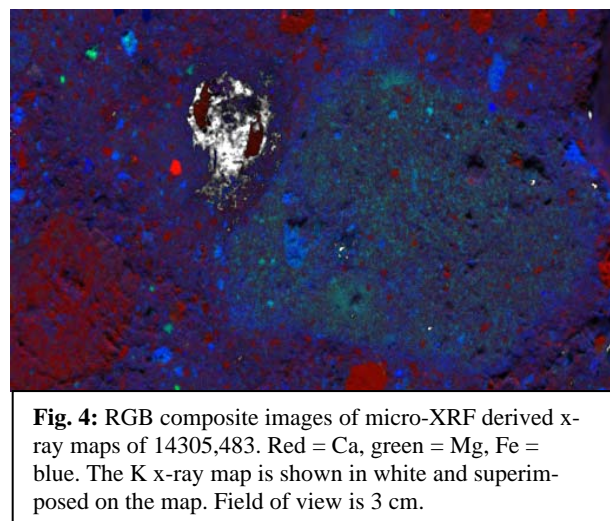 Fig. 4: RGB composite images of micro-XRF derived x-
ray maps of 14305,483. Red = Ca, green = Mg, Fe =
blue. The K x-ray map is shown in white and superim-
posed on the map. Field of view is 3 cm.